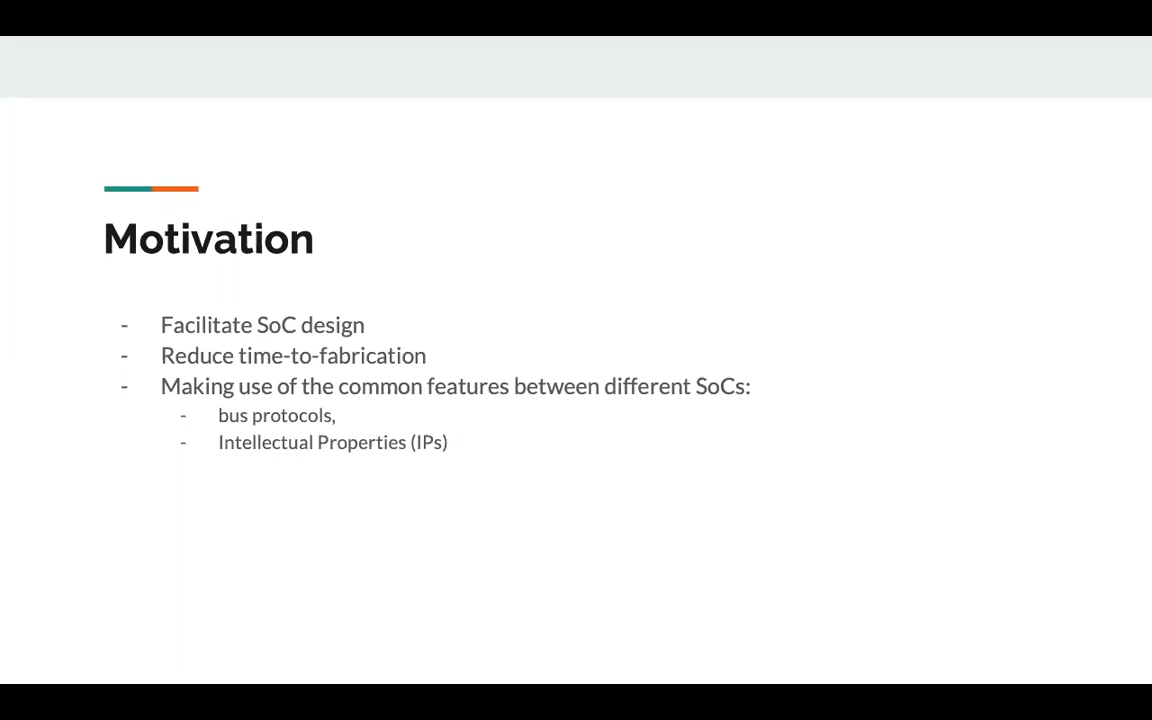 Motivation
- Facilitate SoC design
- Reduce time-to-fabrication
- Making use of the common features between different SoCs:
- bus protocols,
- Intellectual Properties (IPs)